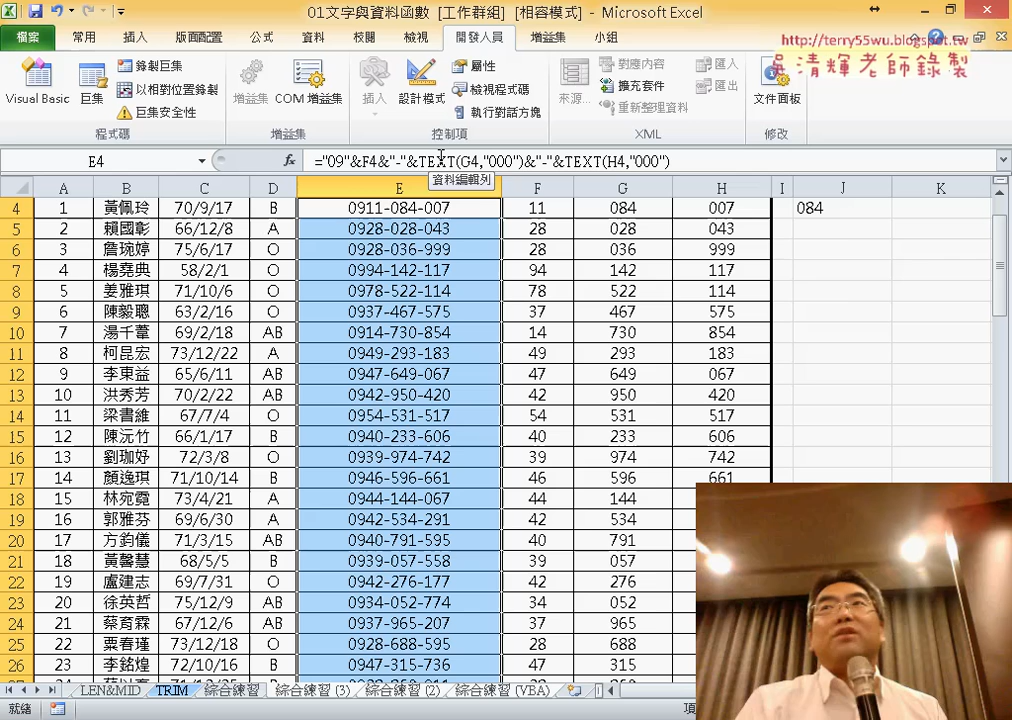 01文字與資料函數 [工作群組] [相容模式] - Microsoft Excel
檔案 常用 插入 版面配置 公式 資料 校閱 檢視 開發人員 增益集 小組
http://terry55wu.blogspot.tw
吳清輝老師錄製
Visual Basic 巨集 錄製巨集 以相對位置錄製 巨集安全性 增益集 COM 增益集 插入 設計模式 屬性 檢視程式碼 執行對話方塊 來源... 對應內容 擴充套件 重新整理資料 匯入 匯出 文件面板
程式碼 增益集 控制項 XML 修改
E4 fx ="09"&F4&"-"&TEXT(G4,"000")&"-"&TEXT(H4,"000")
資料編輯列
A B C D E F G H I J K
4 1 黃佩玲 70/9/17 B 0911-084-007 11 084 007 084
5 2 賴國彰 66/12/8 A 0928-028-043 28 028 043
6 3 詹琬婷 75/6/17 O 0928-036-999 28 036 999
7 4 楊堯典 58/2/1 O 0994-142-117 94 142 117
8 5 姜雅琪 71/10/6 O 0978-522-114 78 522 114
9 6 陳毅聰 63/2/16 O 0937-467-575 37 467 575
10 7 湯千葦 69/2/18 AB 0914-730-854 14 730 854
11 8 柯昆宏 73/12/22 A 0949-293-183 49 293 183
12 9 李東益 65/6/11 AB 0947-649-067 47 649 067
13 10 洪秀芳 70/2/22 AB 0942-950-420 42 950 420
14 11 梁書維 67/7/4 O 0954-531-517 54 531 517
15 12 陳沅竹 66/1/17 B 0940-233-606 40 233 606
16 13 劉珈妤 72/3/8 O 0939-974-742 39 974 742
17 14 顏逸琪 71/10/14 B 0946-596-661 46 596 661
18 15 林宛霓 73/4/21 A 0944-144-067 44 144
19 16 郭雅芬 69/6/30 A 0942-534-291 42 534
20 17 方鈞儀 71/3/15 AB 0940-791-595 40 791
21 18 黃馨慧 68/5/5 B 0939-057-558 39 057
22 19 盧建志 69/7/31 O 0942-276-177 42 276
23 20 徐英哲 75/12/9 AB 0934-052-774 34 052
24 21 蔡育霖 67/12/6 AB 0937-965-207 37 965
25 22 粟春瑾 73/12/18 O 0928-688-595 28 688
26 23 李銘煌 72/10/16 B 0947-315-736 47 315
LEN&MID TRIM 綜合練習 綜合練習 (3) 綜合練習 (2) 綜合練習 (VBA)
就緒